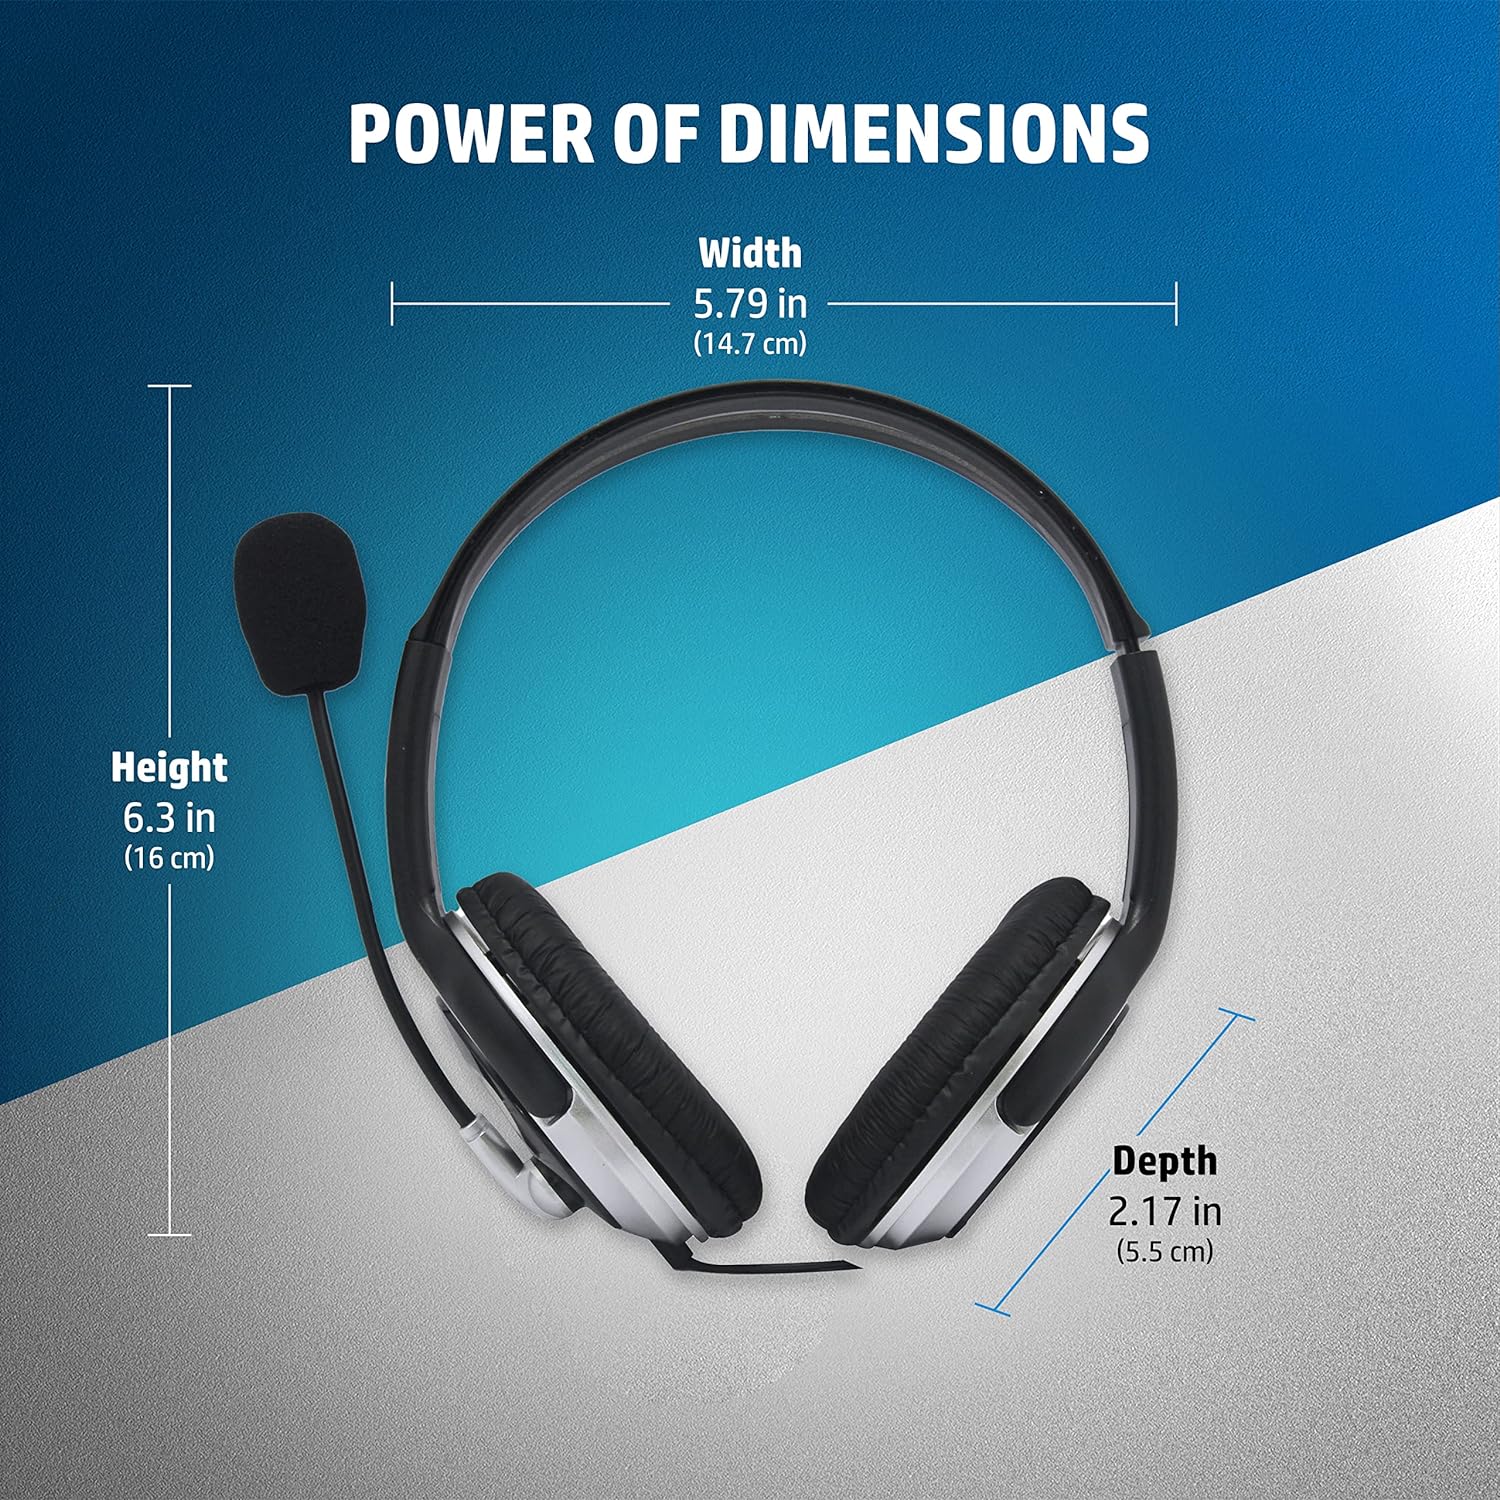 POWER OF DIMENSIONS
Width
5.79 in
(14.7 cm)
Height
6.3 in
(16 cm)
Depth
2.17 in
(5.5 cm)